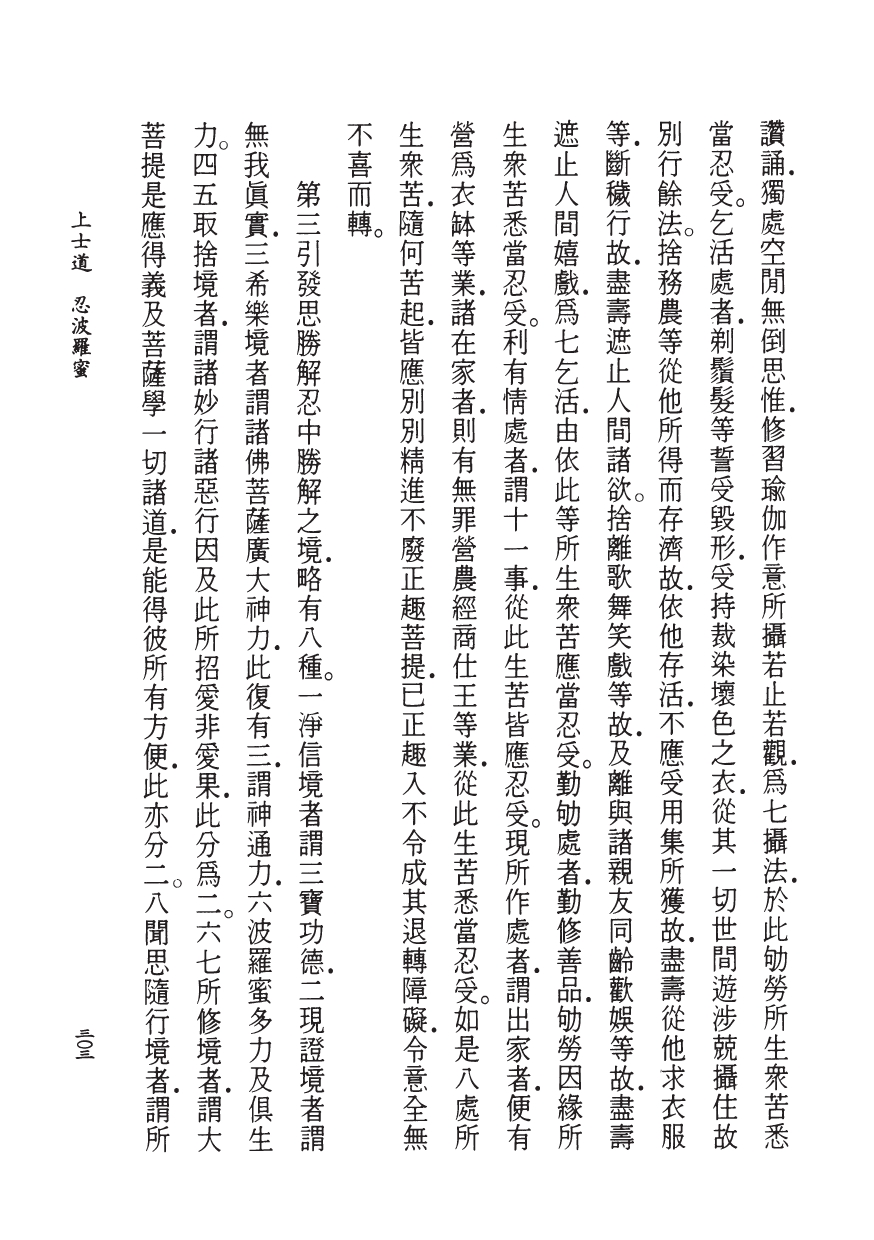 讚誦．獨處空閒無倒思惟．修習瑜伽作意所攝若止若觀．爲七攝法．於此劬勞所生衆苦悉
當忍受。乞活處者．剃鬚髮等誓受毀形．受持裁染壞色之衣．從其一切世間遊涉兢攝住故
別行餘法。捨務農等從他所得而存濟故．依他存活．不應受用集所獲故．盡壽從他求衣服
等．斷穢行故．盡壽遮止人間諸欲。捨離歌舞笑戲等故．及離與諸親友同齡歡娛等故．盡壽
遮止人間嬉戲．爲七乞活．由依此等所生衆苦應當忍受。勤劬處者．勤修善品．劬勞因緣所
生衆苦悉當忍受。利有情處者．謂十一事．從此生苦皆應忍受。現所作處者．謂出家者．便有
營爲衣缽等業．諸在家者．則有無罪營農經商仕王等業．從此生苦悉當忍受。如是八處所
生衆苦．隨何苦起．皆應別別精進不廢正趣菩提．已正趣入不令成其退轉障礙．令意全無
不喜而轉。
第三引發思勝解忍中勝解之境．略有八種。一淨信境者謂三寶功德．二現證境者謂
無我眞實．三希樂境者謂諸佛菩薩廣大神力．此復有三．謂神通力．六波羅蜜多力及俱生
力。四五取捨境者．謂諸妙行諸惡行因及此所招愛非愛果．此分爲二。六七所修境者．謂大
菩提是應得義及菩薩學一切諸道．是能得彼所有方便．此亦分二。八聞思隨行境者．謂所
上士道　忍波羅蜜
三〇三